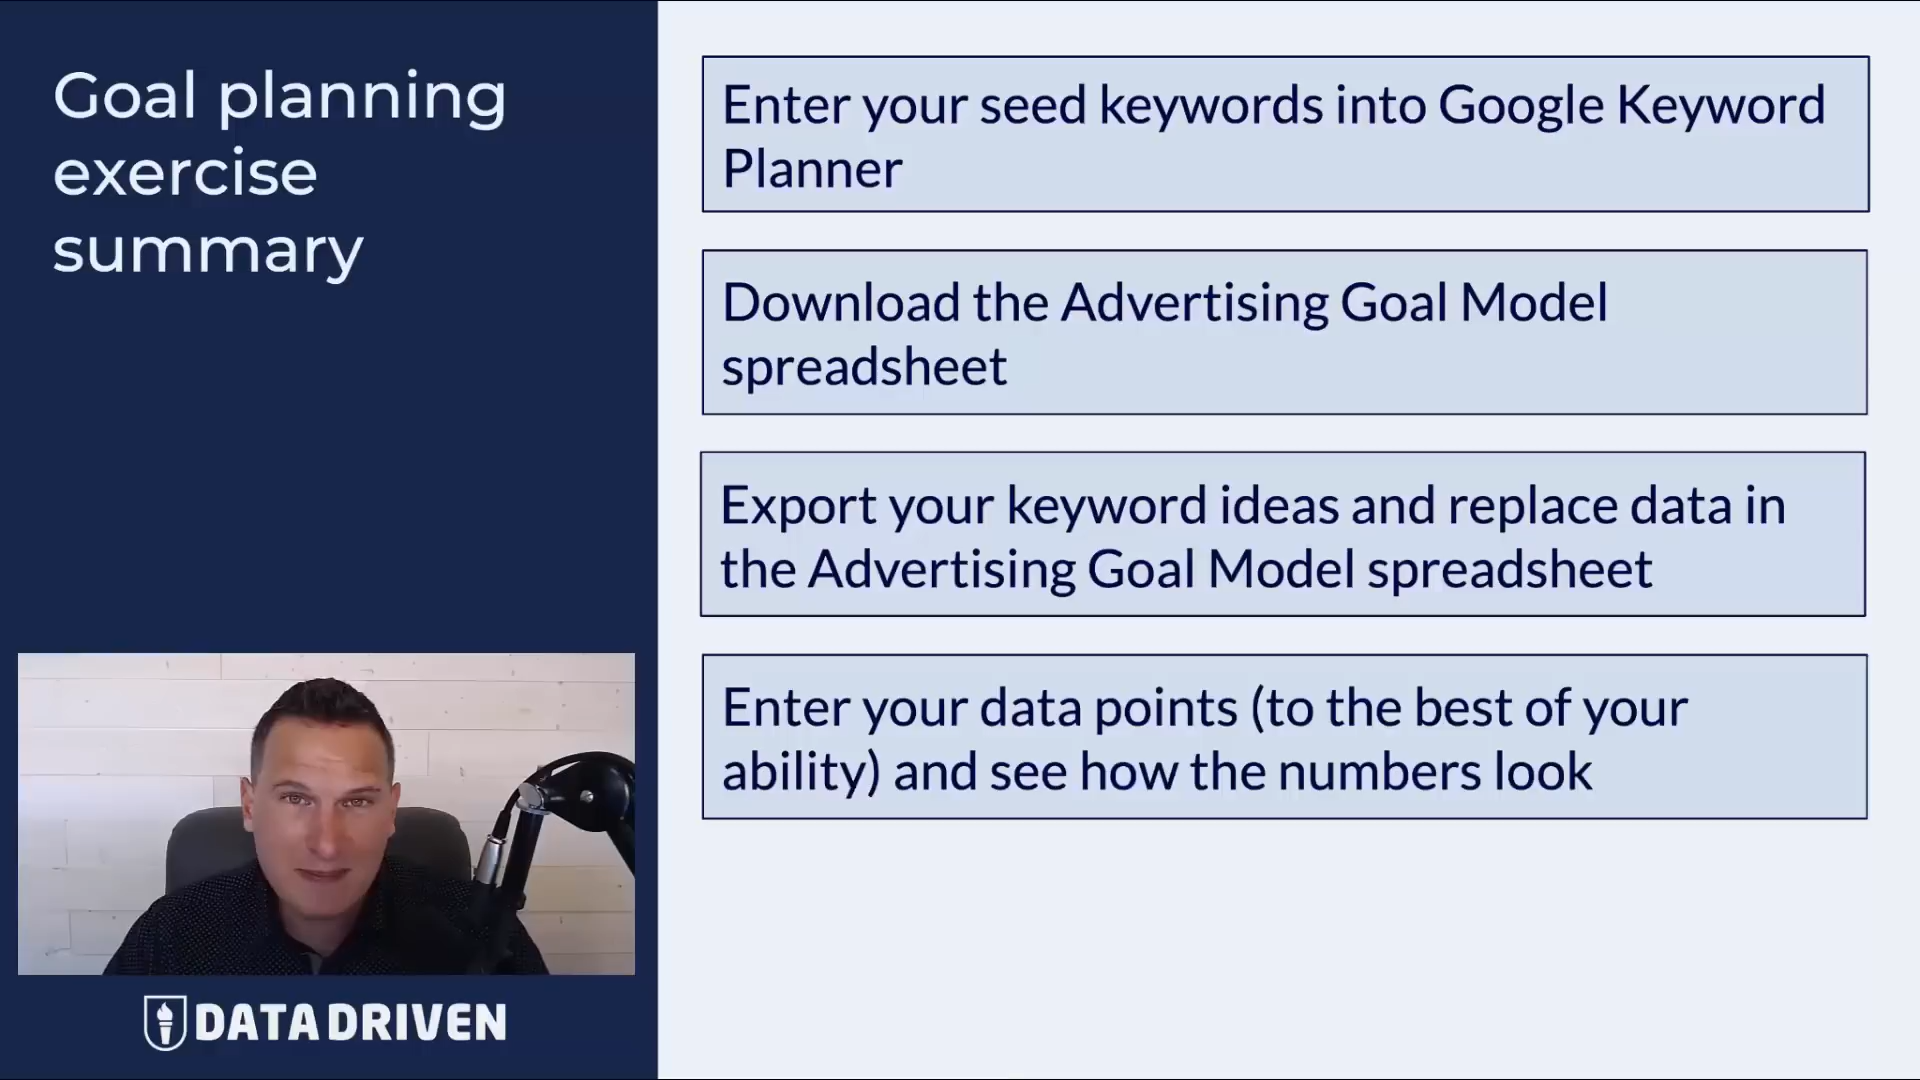 Goal planning
exercise
summary
Enter your seed keywords into Google Keyword
Planner
Download the Advertising Goal Model
spreadsheet
Export your keyword ideas and replace data in
the Advertising Goal Model spreadsheet
Enter your data points (to the best of your
ability) and see how the numbers look
DATA DRIVEN